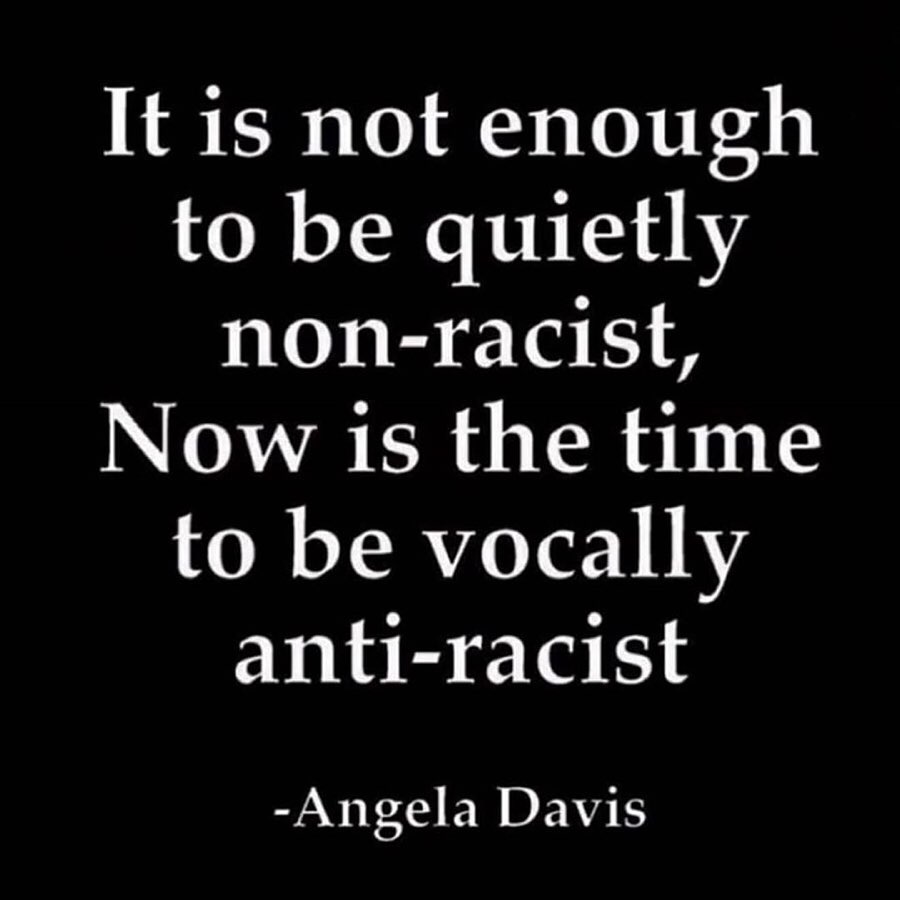 It is not enough
to be quietly
non-racist,
Now is the time
to be vocally
anti-racist
-Angela Davis